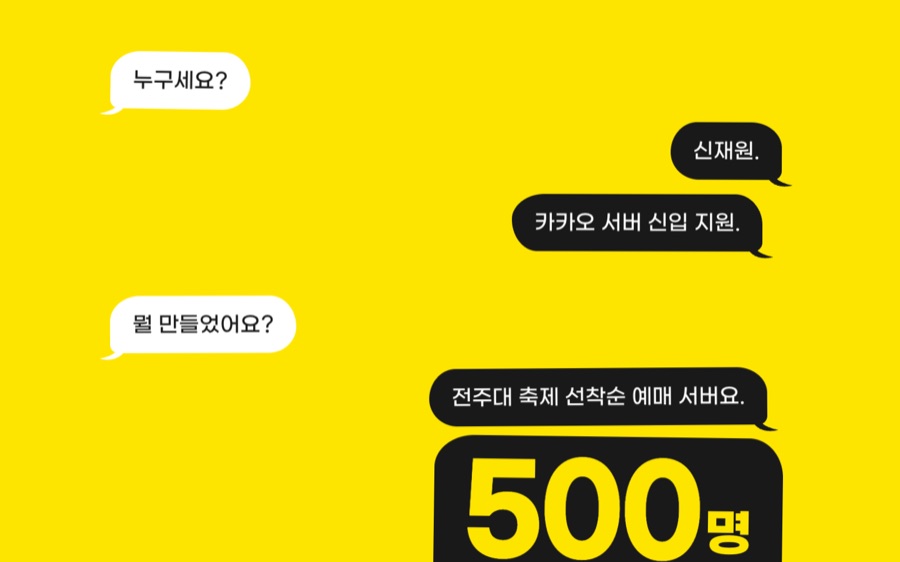 누구세요?
신재원.
카카오 서버 신입 지원.
뭘 만들었어요?
전주대 축제 선착순 예매 서버요.
500명